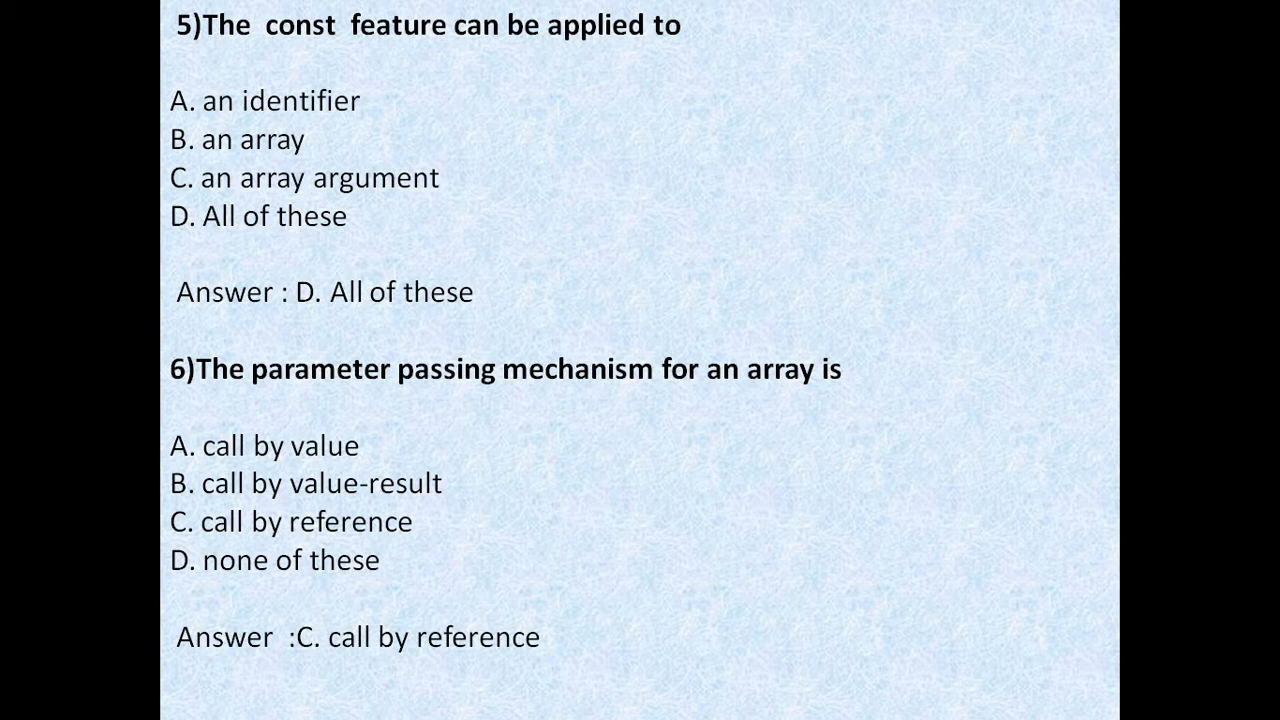 5)The const feature can be applied to
A. an identifier
B. an array
C. an array argument
D. All of these
Answer : D. All of these
6)The parameter passing mechanism for an array is
A. call by value
B. call by value-result
C. call by reference
D. none of these
Answer :C. call by reference